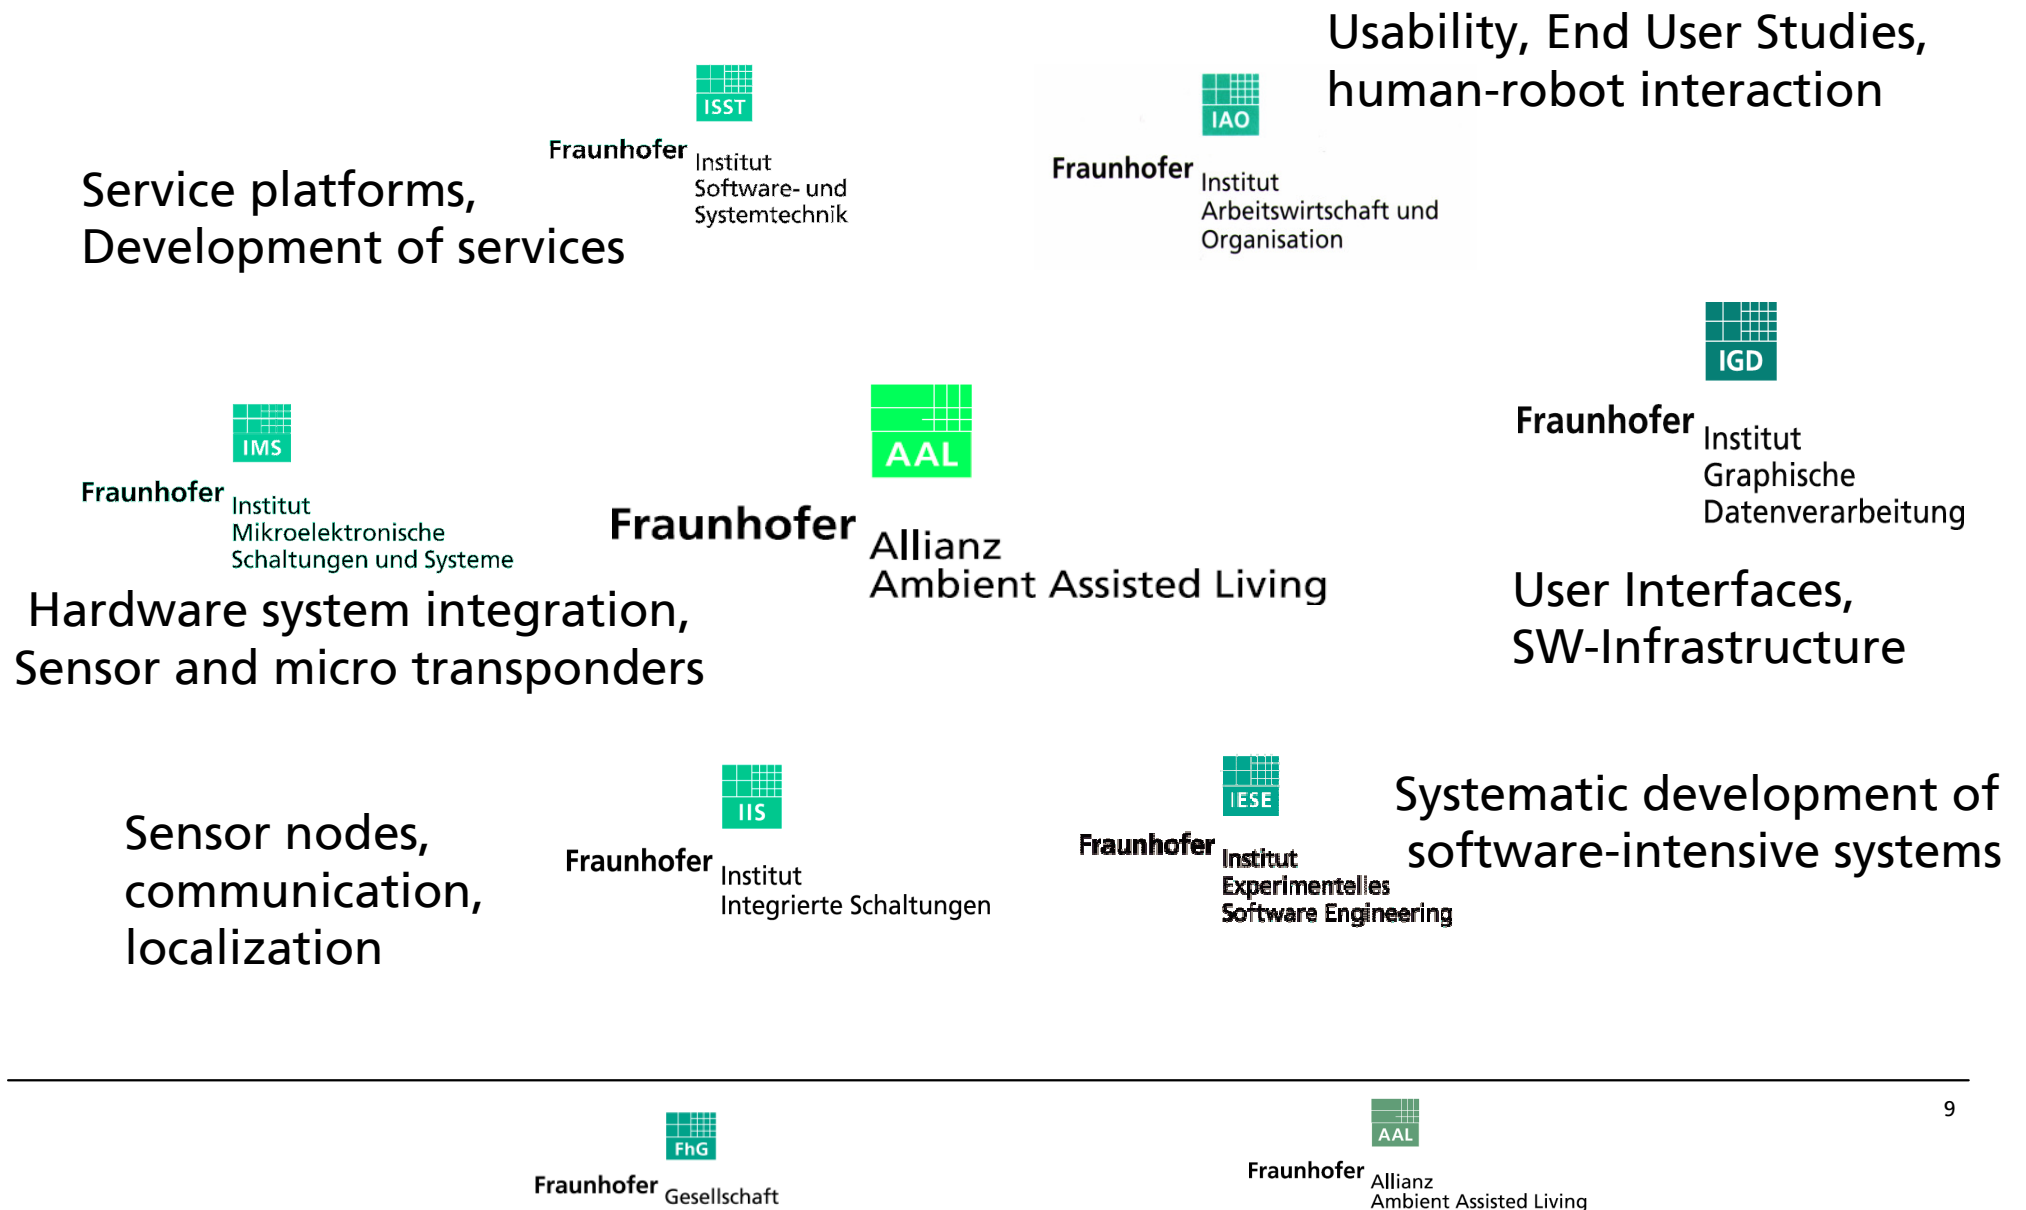 Usability, End User Studies,
human-robot interaction
ISST
Fraunhofer
Institut
Software- und
Systemtechnik
IAO
Fraunhofer
Institut
Arbeitswirtschaft und
Organisation
Service platforms,
Development of services
IGD
Fraunhofer
Institut
Graphische
Datenverarbeitung
IMS
Fraunhofer
Institut
Mikroelektronische
Schaltungen und Systeme
AAL
Fraunhofer
Allianz
Ambient Assisted Living
Hardware system integration,
Sensor and micro transponders
User Interfaces,
SW-Infrastructure
Sensor nodes,
communication,
localization
IIS
Fraunhofer
Institut
Integrierte Schaltungen
IESE
Fraunhofer
Institut
Experimentelles
Software Engineering
Systematic development of
software-intensive systems
9
FhG
Fraunhofer
Gesellschaft
AAL
Fraunhofer
Allianz
Ambient Assisted Living